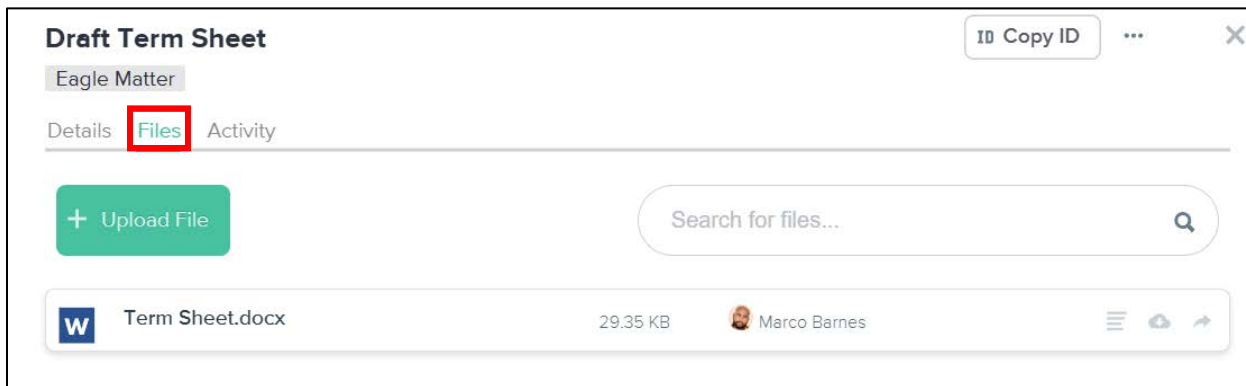 Draft Term Sheet
ID Copy ID
Eagle Matter
Details Files Activity
+ Upload File
Search for files...
W Term Sheet.docx 29.35 KB Marco Barnes